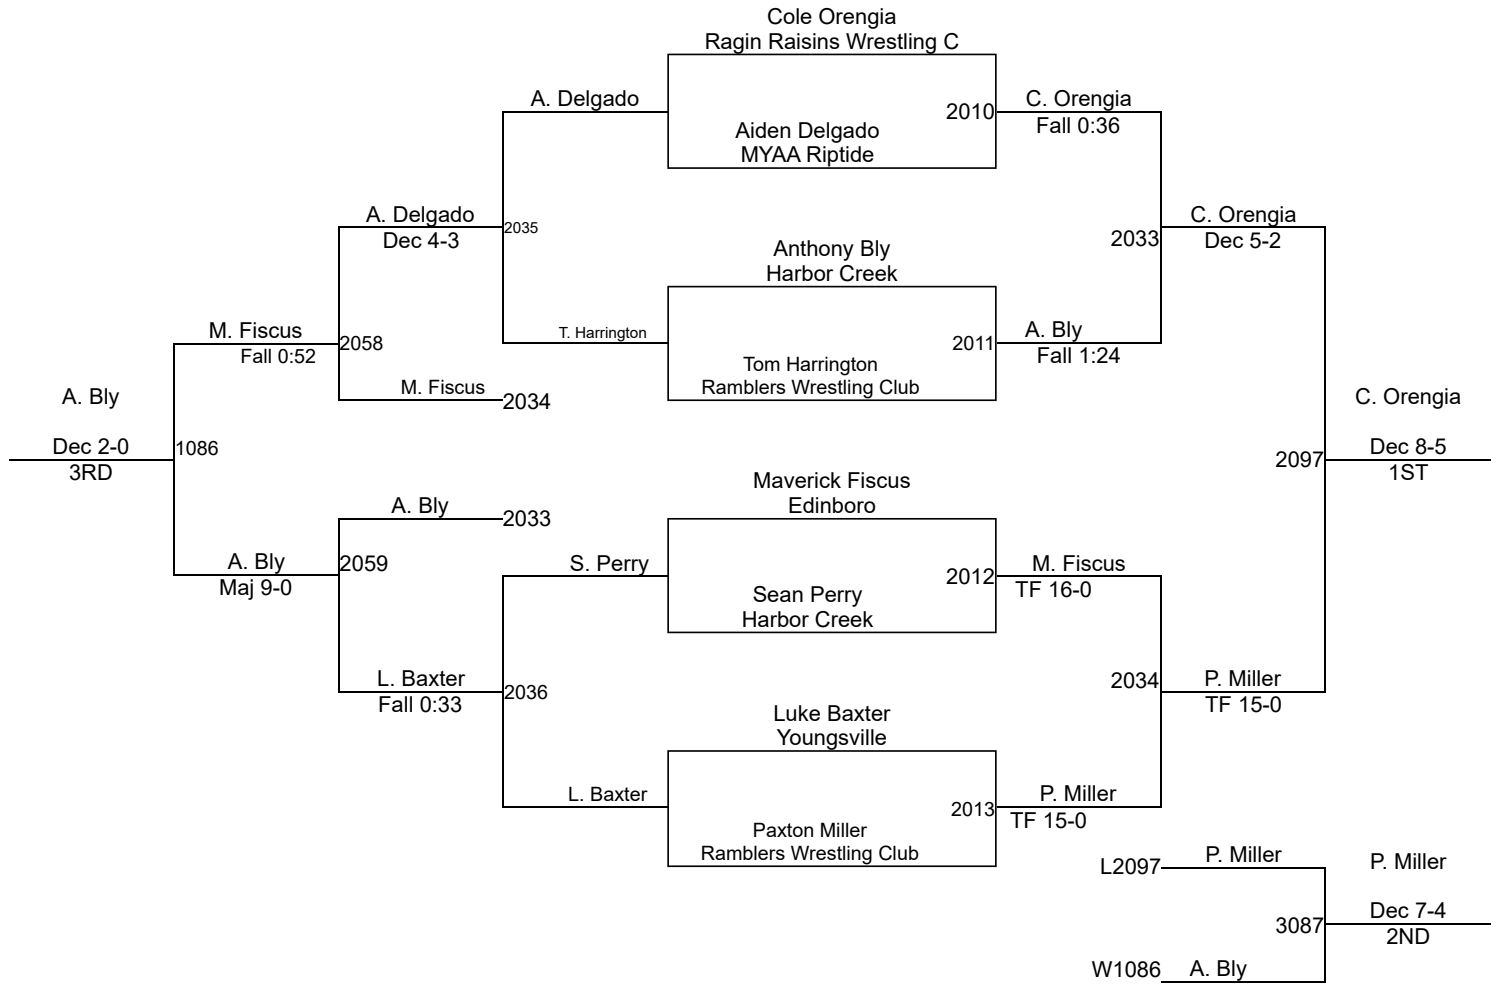 Cole Orengia
Ragin Raisins Wrestling C
A. Delgado
2010
C. Orengia
Fall 0:36
Aiden Delgado
MYAA Riptide
A. Delgado
Dec 4-3
2035
C. Orengia
Dec 5-2
2033
Anthony Bly
Harbor Creek
M. Fiscus
Fall 0:52
2058
T. Harrington
2011
A. Bly
Fall 1:24
Tom Harrington
Ramblers Wrestling Club
M. Fiscus
2034
A. Bly
Dec 2-0
3RD
1086
C. Orengia
Dec 8-5
1ST
2097
Maverick Fiscus
Edinboro
A. Bly
2033
A. Bly
Maj 9-0
2059
S. Perry
2012
M. Fiscus
TF 16-0
Sean Perry
Harbor Creek
L. Baxter
Fall 0:33
2036
2034
P. Miller
TF 15-0
Luke Baxter
Youngsville
L. Baxter
2013
P. Miller
TF 15-0
Paxton Miller
Ramblers Wrestling Club
L2097
P. Miller
P. Miller
Dec 7-4
2ND
3087
W1086
A. Bly